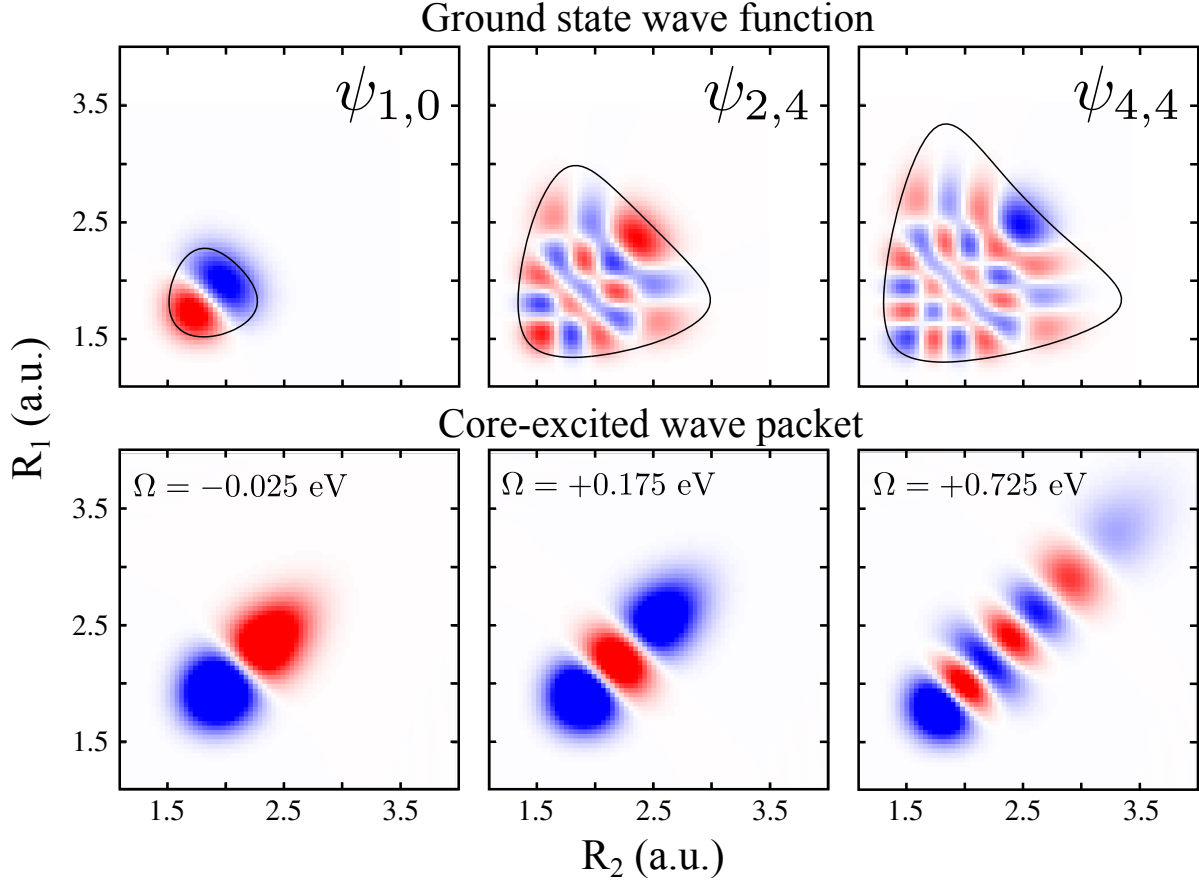 Ground state wave function
ψ1,0
ψ2,4
ψ4,4
3.5
2.5
1.5
R1 (a.u.)
Core-excited wave packet
Ω = −0.025 eV
Ω = +0.175 eV
Ω = +0.725 eV
3.5
2.5
1.5
1.5 2.5 3.5 1.5 2.5 3.5 1.5 2.5 3.5
R2 (a.u.)